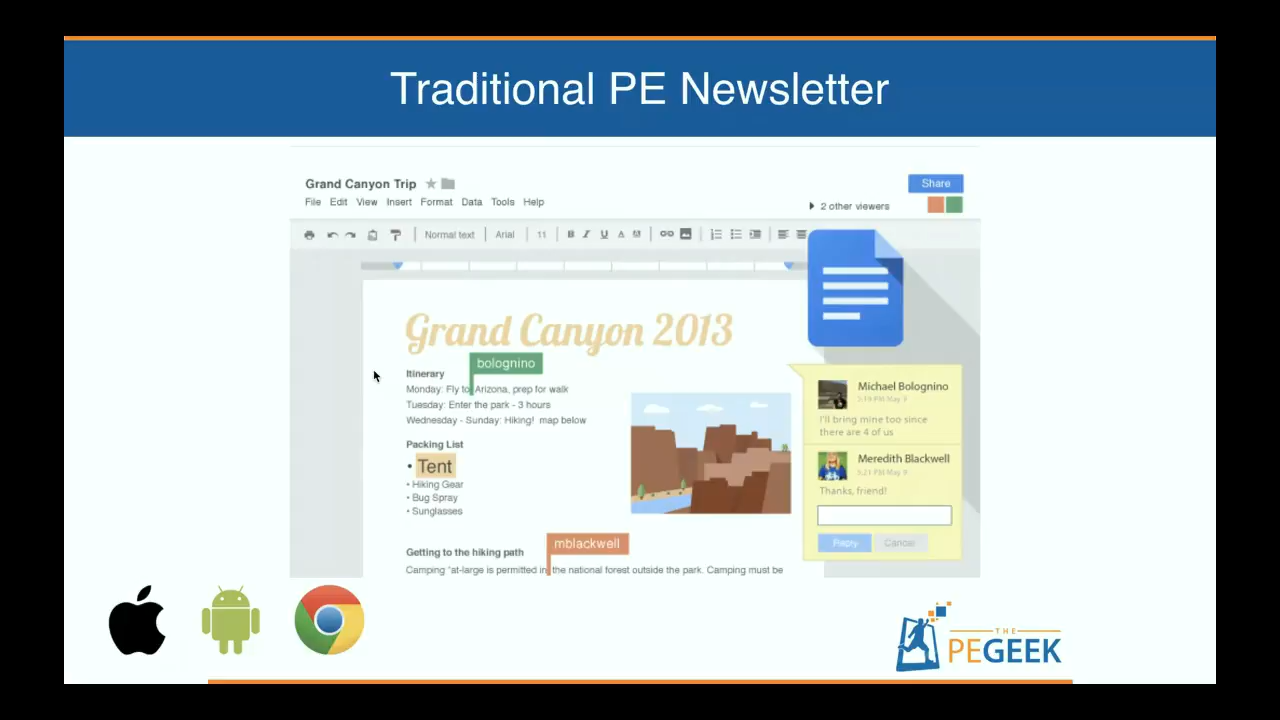 Traditional PE Newsletter
Grand Canyon Trip
Share
File Edit View Insert Format Data Tools Help
2 other viewers
Normal text Arial 11 B I U A
Grand Canyon 2013
bolognino
Itinerary
Monday: Fly to Arizona, prep for walk
Tuesday: Enter the park - 3 hours
Wednesday - Sunday: Hiking! map below
Packing List
• Tent
• Hiking Gear
• Bug Spray
• Sunglasses
mblackwell
Getting to the hiking path
Camping "at-large is permitted in the national forest outside the park. Camping must be
Michael Bolognino
5:19 PM May 9
I'll bring mine too since
there are 4 of us
Meredith Blackwell
5:21 PM May 9
Thanks, friend!
Reply Cancel
THE
PEGEEK